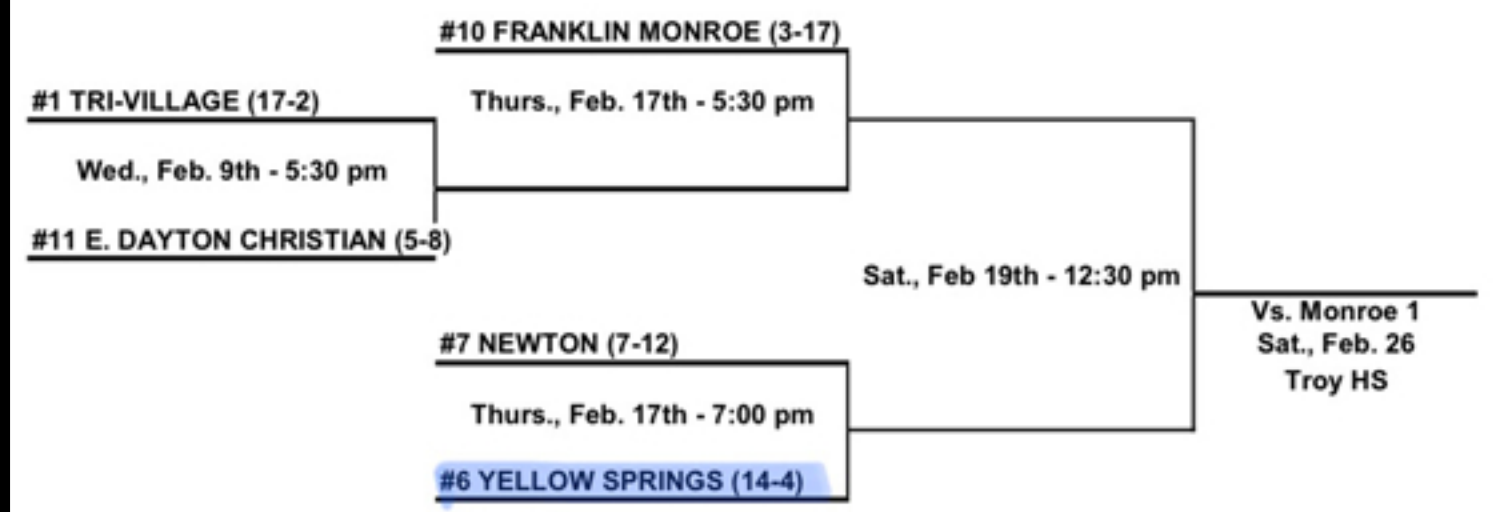 #10 FRANKLIN MONROE (3-17)
#1 TRI-VILLAGE (17-2)
Thurs., Feb. 17th - 5:30 pm
Wed., Feb. 9th - 5:30 pm
#11 E. DAYTON CHRISTIAN (5-8)
Sat., Feb 19th - 12:30 pm
Vs. Monroe 1
Sat., Feb. 26
Troy HS
#7 NEWTON (7-12)
Thurs., Feb. 17th - 7:00 pm
#6 YELLOW SPRINGS (14-4)